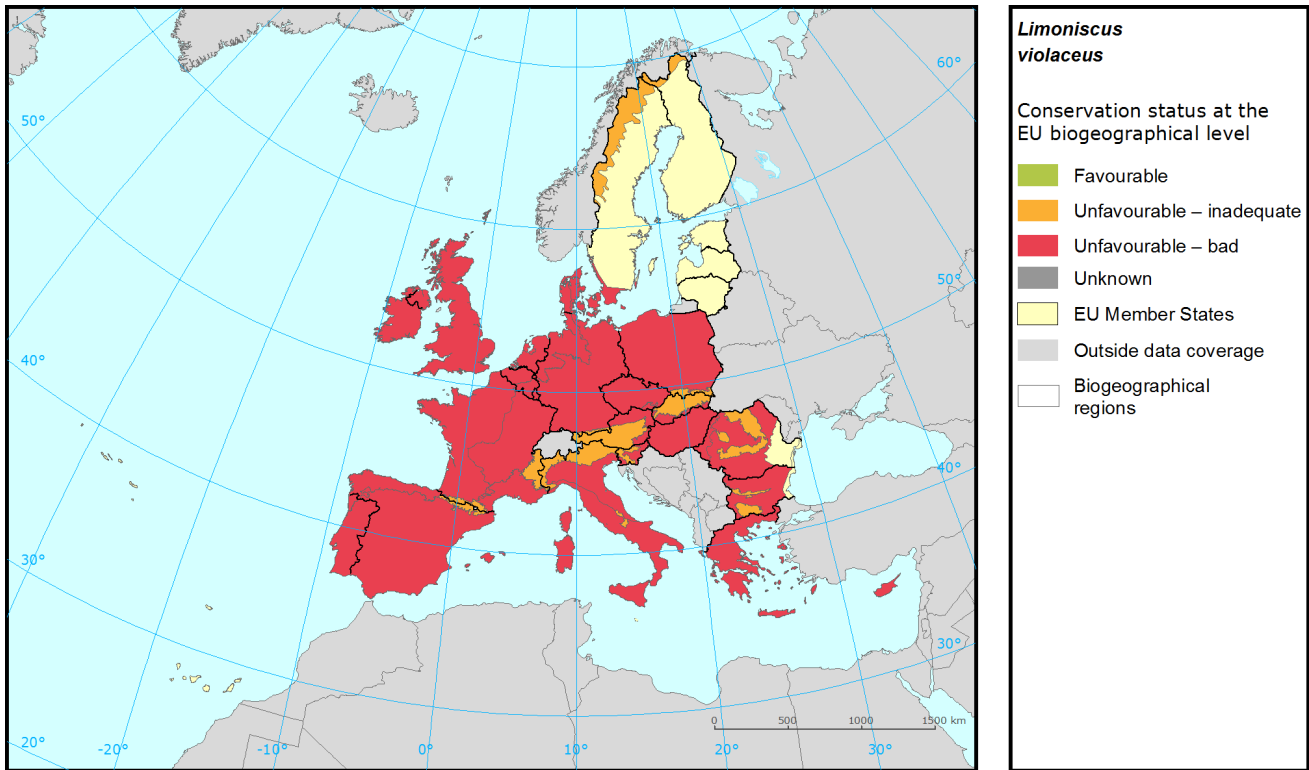 Limoniscus
violaceus
Conservation status at the
EU biogeographical level
Favourable
Unfavourable – inadequate
Unfavourable – bad
Unknown
EU Member States
Outside data coverage
Biogeographical
regions
60°
50°
50°
40°
40°
30°
30°
0 500 1000 1500 km
20° -20° -10° 0° 10° 20° 30°